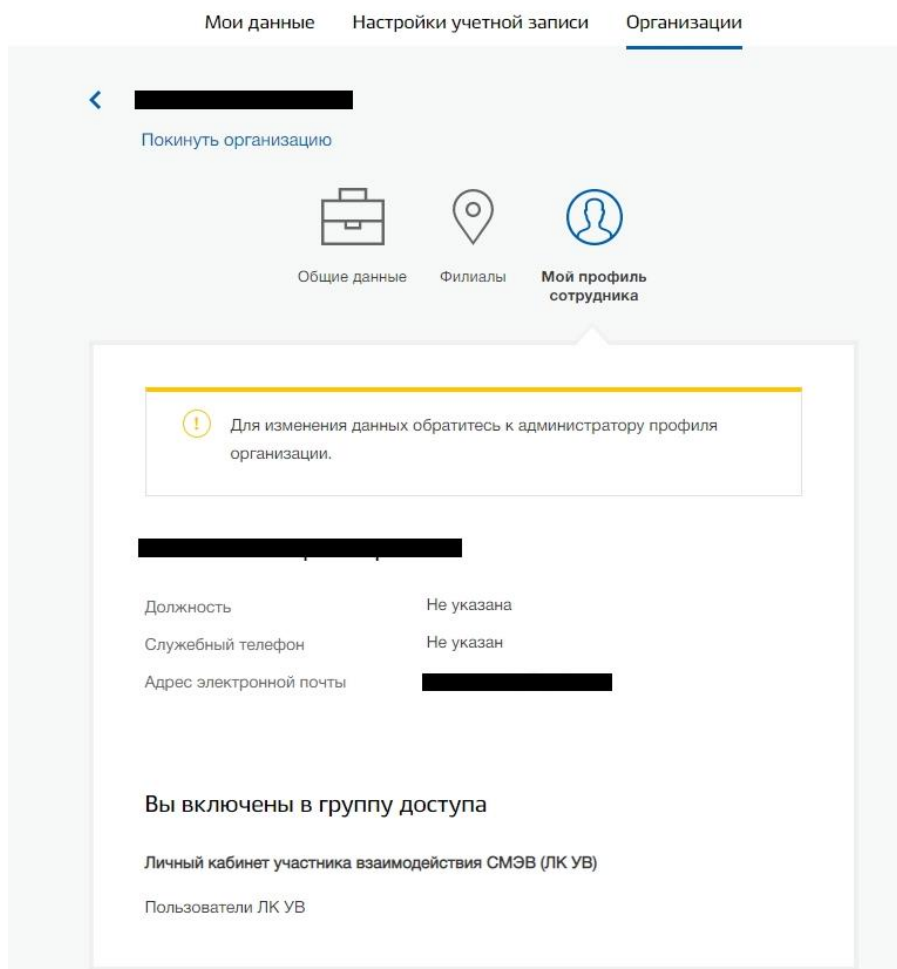 Мои данные Настройки учетной записи Организации
Покинуть организацию
Общие данные Филиалы Мой профиль
сотрудника
Для изменения данных обратитесь к администратору профиля
организации.
Должность Не указана
Служебный телефон Не указан
Адрес электронной почты
Вы включены в группу доступа
Личный кабинет участника взаимодействия СМЭВ (ЛК УВ)
Пользователи ЛК УВ